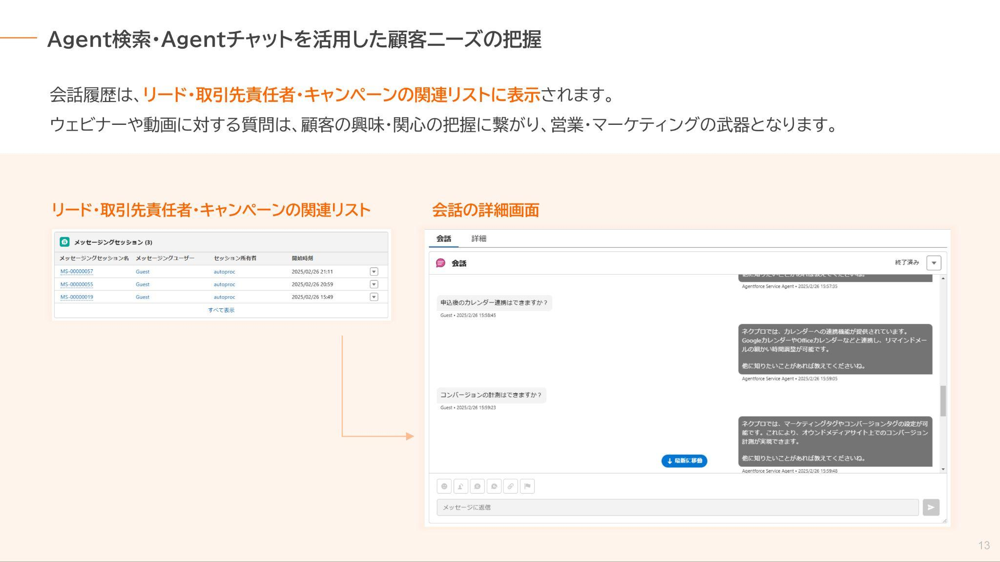 Agent検索・Agentチャットを活用した顧客ニーズの把握
会話履歴は、リード・取引先責任者・キャンペーンの関連リストに表示されます。
ウェビナーや動画に対する質問は、顧客の興味・関心の把握に繋がり、営業・マーケティングの武器となります。
リード・取引先責任者・キャンペーンの関連リスト
メッセージングセッション (3)
メッセージングセッション名 メッセージングユーザー セッション所有者 開始時刻
MS-00000057 Guest autoproc 2025/02/26 21:11
MS-00000055 Guest autoproc 2025/02/26 20:59
MS-00000019 Guest autoproc 2025/02/26 15:49
すべて表示
会話の詳細画面
会話 詳細
会話 終了済み
他に知りたいことがあれば教えてくださいね。
Agentforce Service Agent • 2025/2/26 15:57:35
申込後のカレンダー連携はできますか？
Guest • 2025/2/26 15:58:45
ネクプロでは、カレンダーへの連携機能が提供されています。
GoogleカレンダーやOfficeカレンダーなどと連携し、リマインドメー
ルの細かい時間調整が可能です。
他に知りたいことがあれば教えてくださいね。
Agentforce Service Agent • 2025/2/26 15:59:05
コンバージョンの計測はできますか？
Guest • 2025/2/26 15:59:23
ネクプロでは、マーケティングタグやコンバージョンタグの設定が可
能です。これにより、オウンドメディアサイト上でのコンバージョン
計測が実現できます。
他に知りたいことがあれば教えてくださいね。
Agentforce Service Agent • 2025/2/26 15:59:48
↓ 最新に移動
メッセージに返信
13